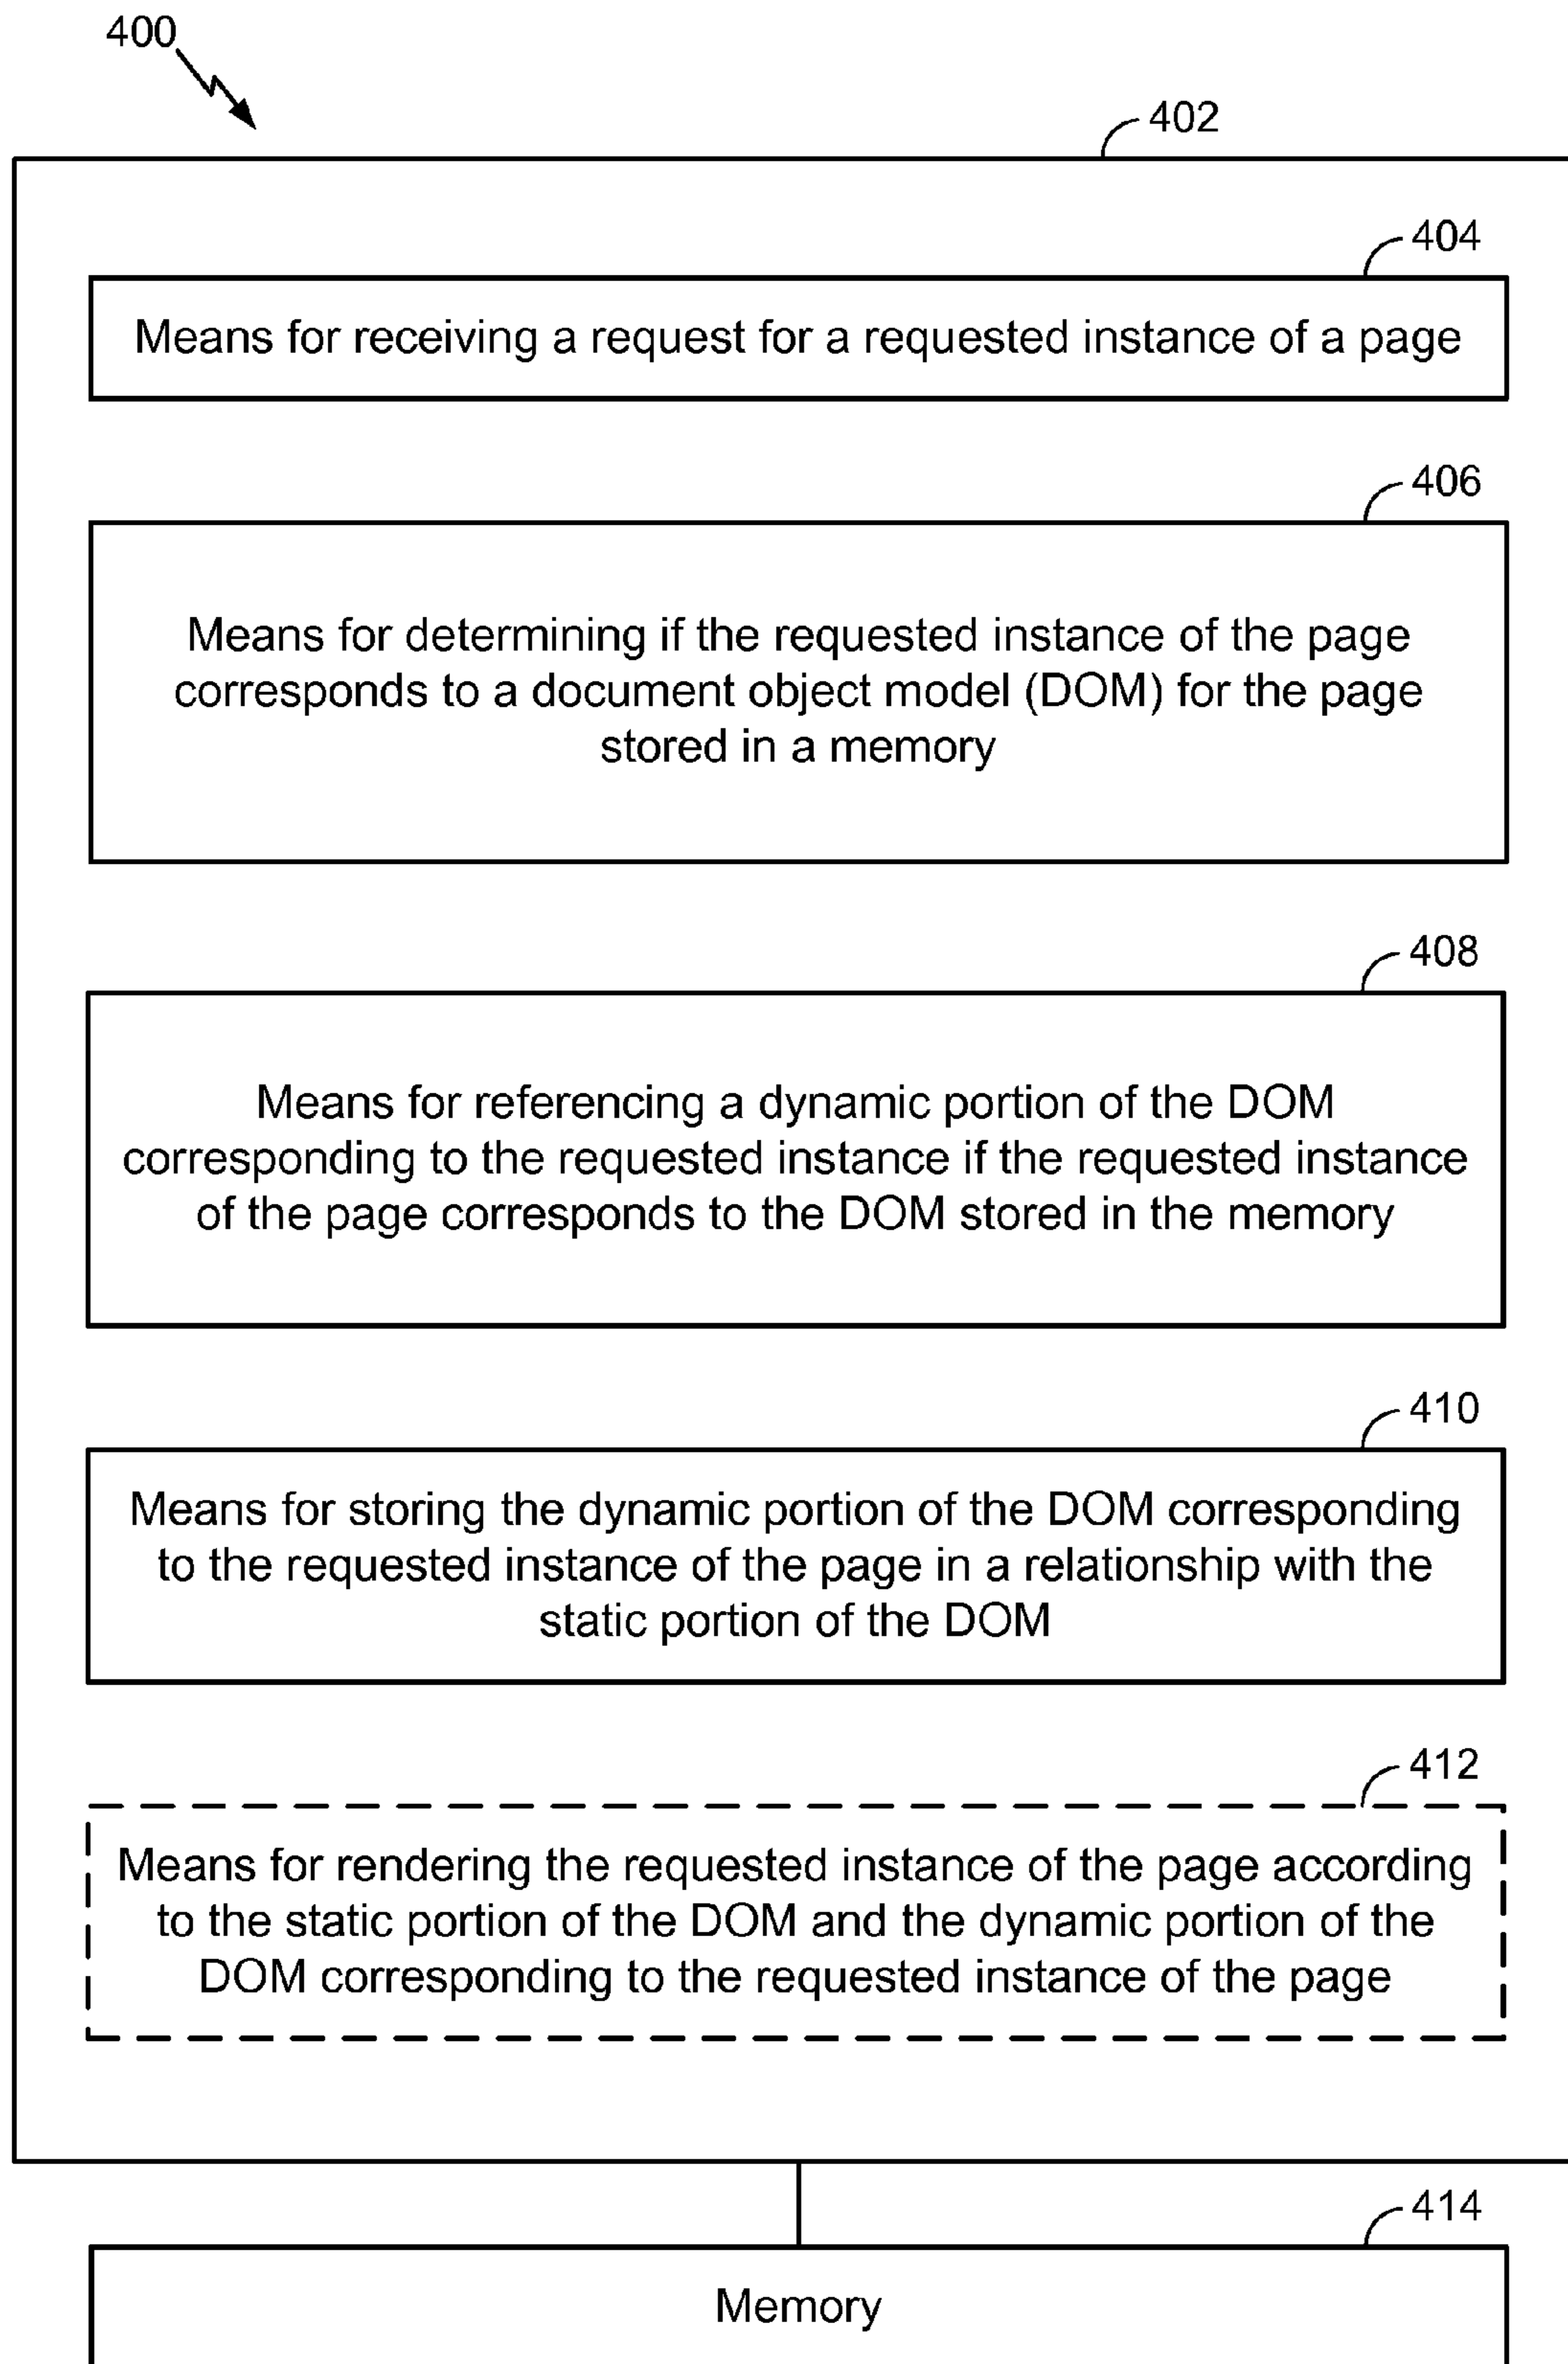 400
402
404
Means for receiving a request for a requested instance of a page
406
Means for determining if the requested instance of the page
corresponds to a document object model (DOM) for the page
stored in a memory
408
Means for referencing a dynamic portion of the DOM
corresponding to the requested instance if the requested instance
of the page corresponds to the DOM stored in the memory
410
Means for storing the dynamic portion of the DOM corresponding
to the requested instance of the page in a relationship with the
static portion of the DOM
412
Means for rendering the requested instance of the page according
to the static portion of the DOM and the dynamic portion of the
DOM corresponding to the requested instance of the page
414
Memory